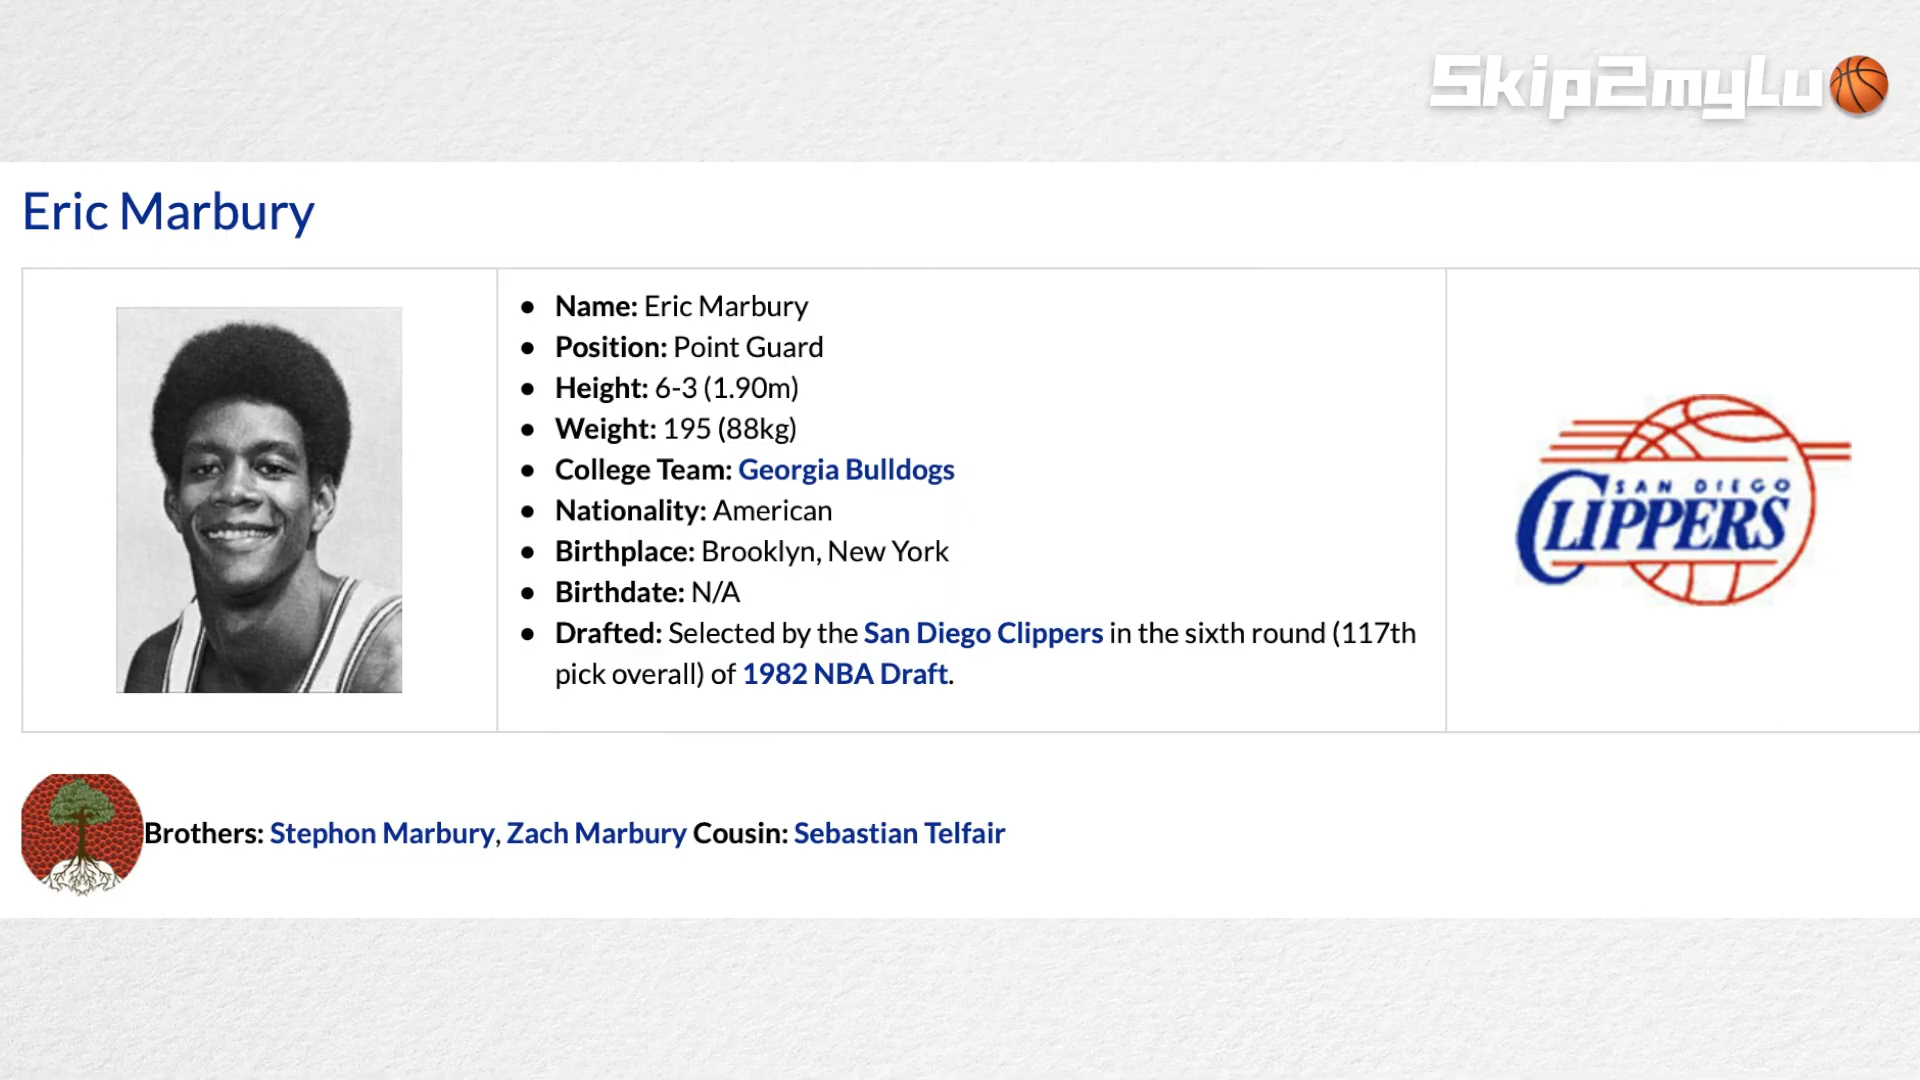 Skip2myLu
Eric Marbury
Name: Eric Marbury
Position: Point Guard
Height: 6-3 (1.90m)
Weight: 195 (88kg)
College Team: Georgia Bulldogs
Nationality: American
Birthplace: Brooklyn, New York
Birthdate: N/A
Drafted: Selected by the San Diego Clippers in the sixth round (117th
pick overall) of 1982 NBA Draft.
SAN DIEGO
CLIPPERS
Brothers: Stephon Marbury, Zach Marbury Cousin: Sebastian Telfair